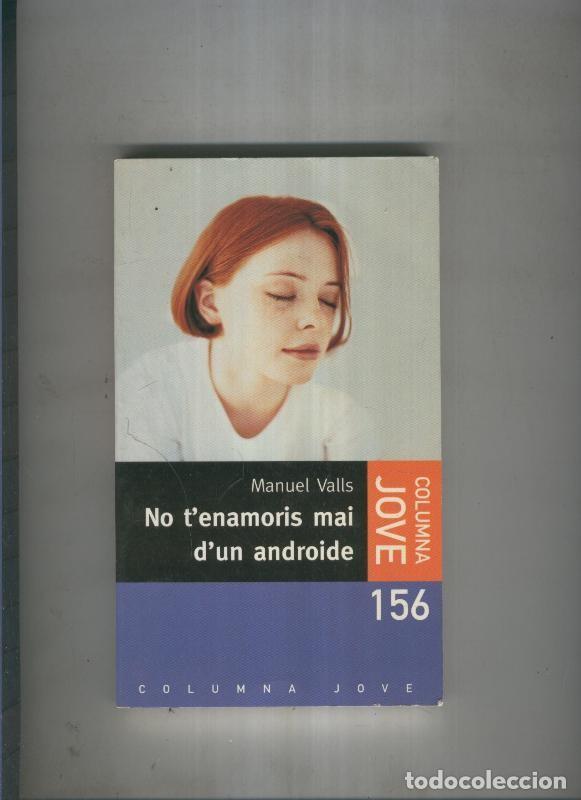 Manuel Valls
No t'enamoris mai
d'un androide
COLUMNA
JOVE
156
COLUMNA JOVE
todocoleccion